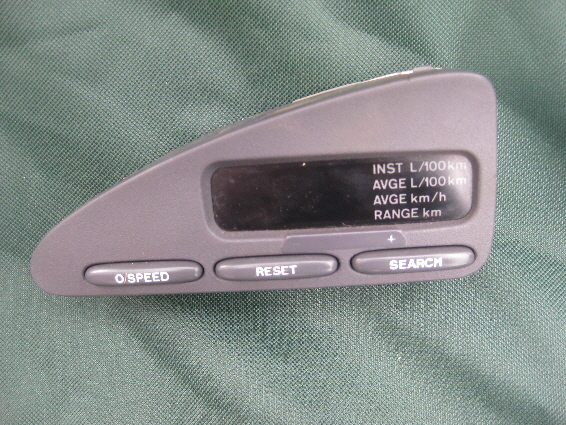 INST L/100km
AVGE L/100km
AVGE km/h
RANGE km
+
O/SPEED RESET SEARCH